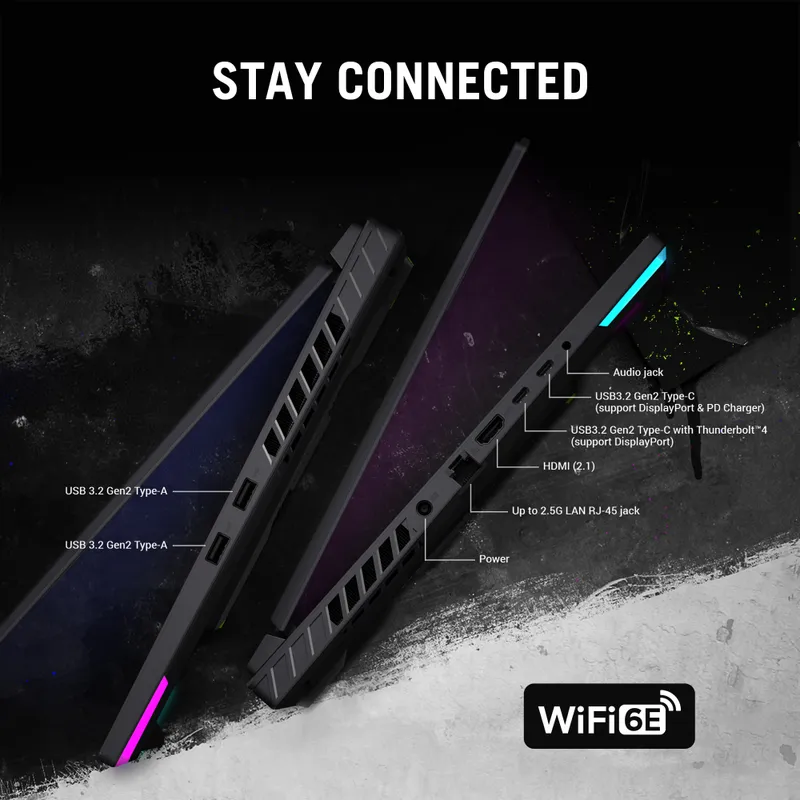 STAY CONNECTED
Audio jack
USB3.2 Gen2 Type-C
(support DisplayPort & PD Charger)
USB3.2 Gen2 Type-C with Thunderbolt™4
(support DisplayPort)
HDMI (2.1)
USB 3.2 Gen2 Type-A
Up to 2.5G LAN RJ-45 jack
USB 3.2 Gen2 Type-A
Power
WiFi 6E